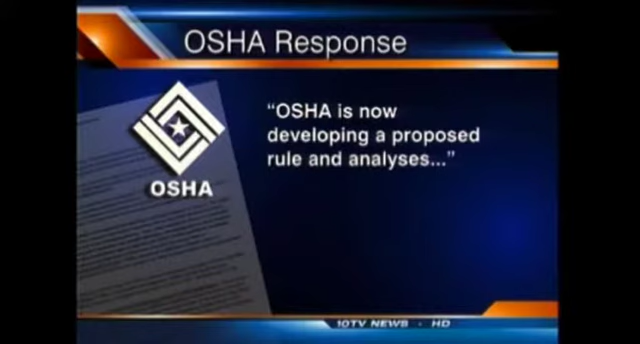 OSHA Response
“OSHA is now
developing a proposed
rule and analyses...”
OSHA
10TV NEWS · HD